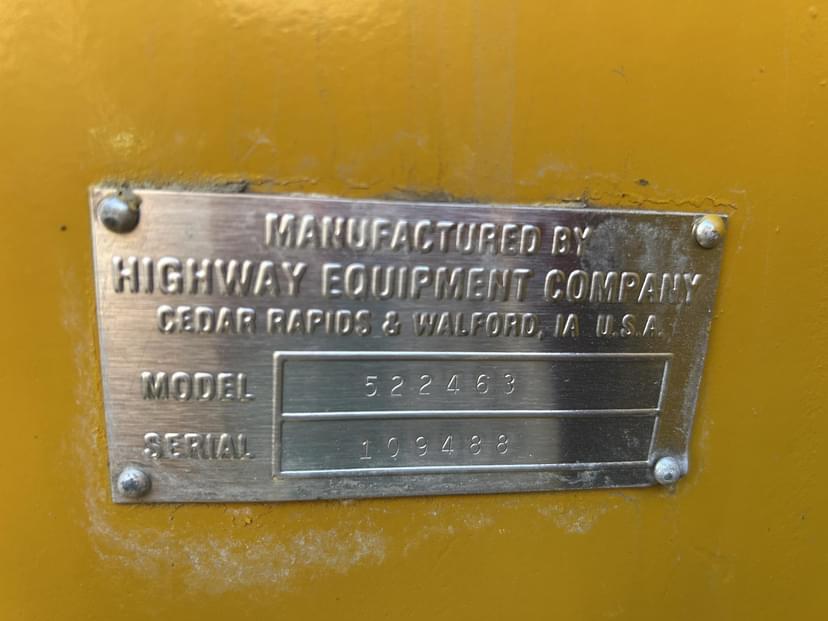 MANUFACTURED BY
HIGHWAY EQUIPMENT COMPANY
CEDAR RAPIDS & WALFORD, IA U.S.A.
MODEL 522463
SERIAL 109488